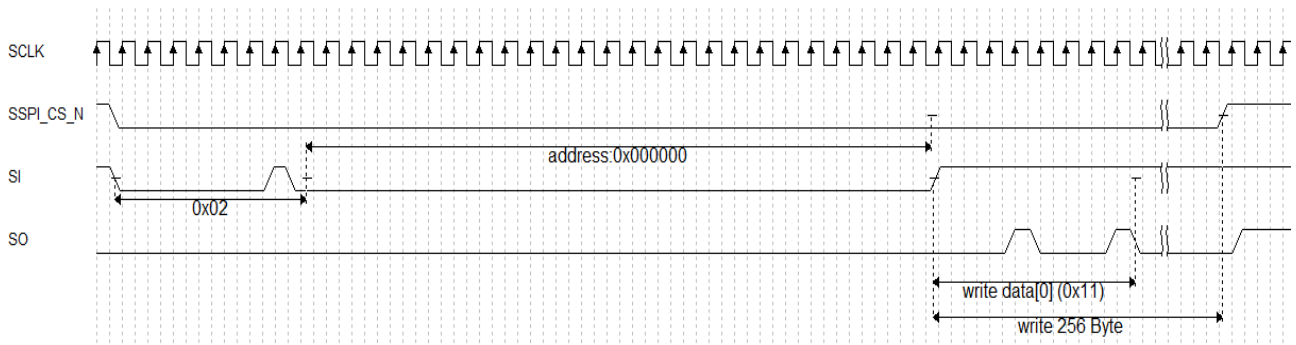 SCLK
SSPI_CS_N
address:0x000000
SI
0x02
SO
write data[0] (0x11)
write 256 Byte